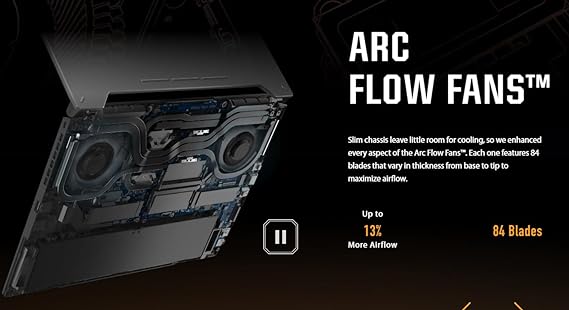 ARC
FLOW FANS™
Slim chassis leave little room for cooling, so we enhanced
every aspect of the Arc Flow Fans™. Each one features 84
blades that vary in thickness from base to tip to
maximize airflow.
Up to
13%
84 Blades
More Airflow